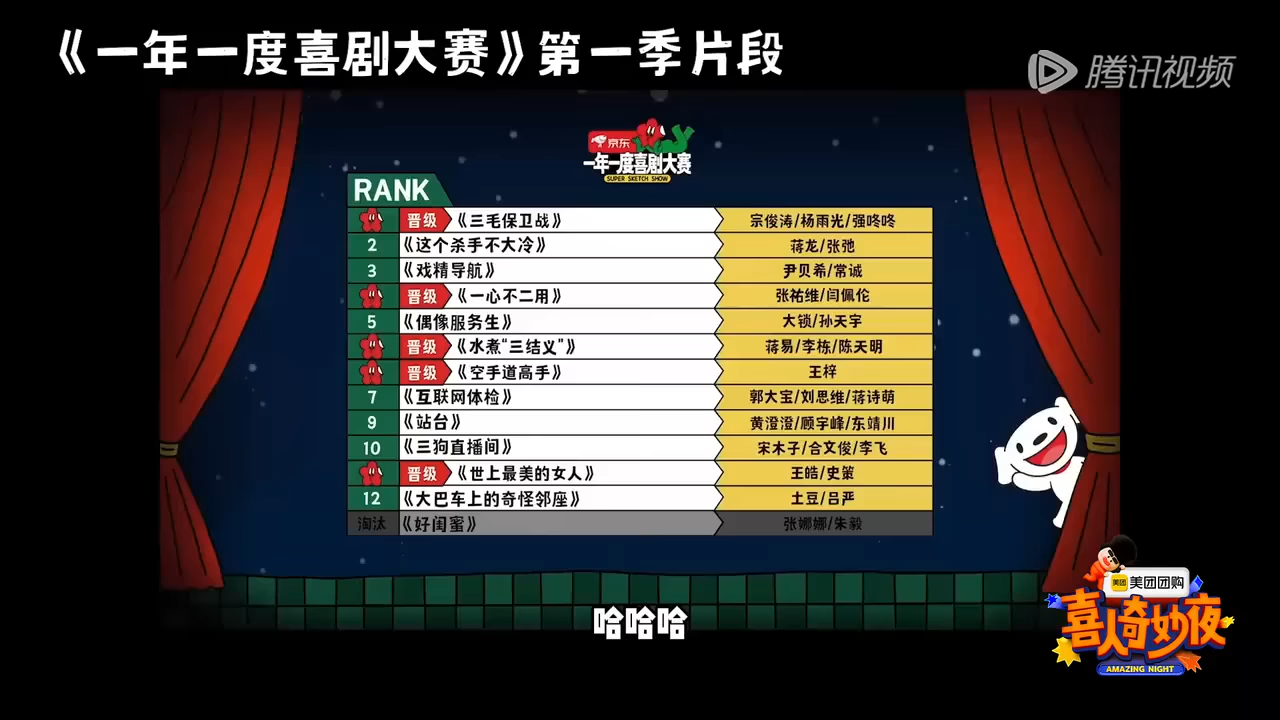 《一年一度喜剧大赛》第一季片段
腾讯视频
京东
一年一度喜剧大赛
SUPER SKETCH SHOW
RANK
晋级 《三毛保卫战》 宗俊涛/杨雨光/强咚咚
2 《这个杀手不大冷》 蒋龙/张弛
3 《戏精导航》 尹贝希/常诚
晋级 《一心不二用》 张祐维/闫佩伦
5 《偶像服务生》 大锁/孙天宇
晋级 《水煮“三结义”》 蒋易/李栋/陈天明
晋级 《空手道高手》 王梓
7 《互联网体检》 郭大宝/刘思维/蒋诗萌
9 《站台》 黄澄澄/顾宇峰/东靖川
10 《三狗直播间》 宋木子/合文俊/李飞
晋级 《世上最美的女人》 王皓/史策
12 《大巴车上的奇怪邻座》 土豆/吕严
淘汰 《好闺蜜》 张娜娜/朱毅
美团 美团团购
喜人奇妙夜
AMAZING NIGHT
哈哈哈